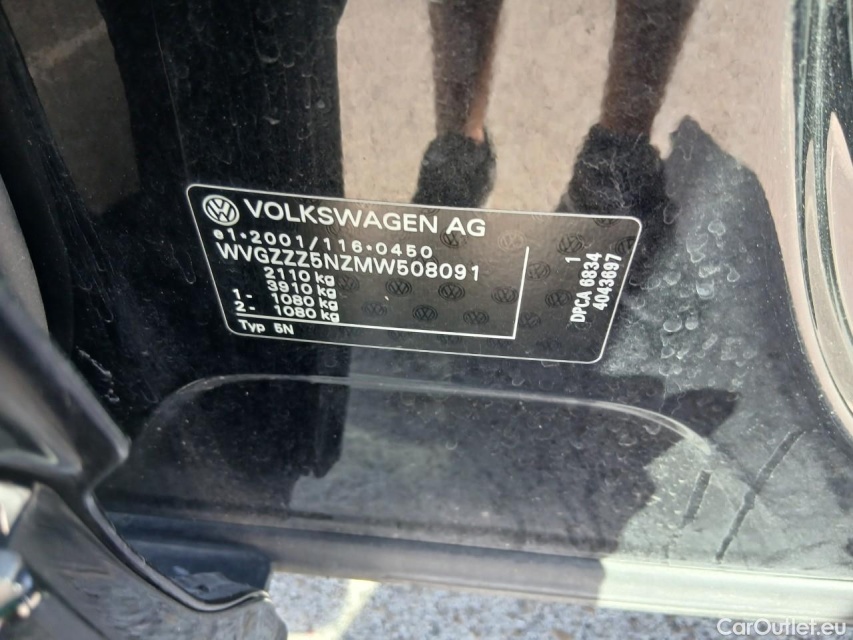 VOLKSWAGEN AG
e1*2001/116*0450
WVGZZZ5NZMW508091
2110 kg
3910 kg
1- 1080 kg
2- 1080 kg
Typ 5N
1
DPCA 6834
4043697
CarOutlet.eu